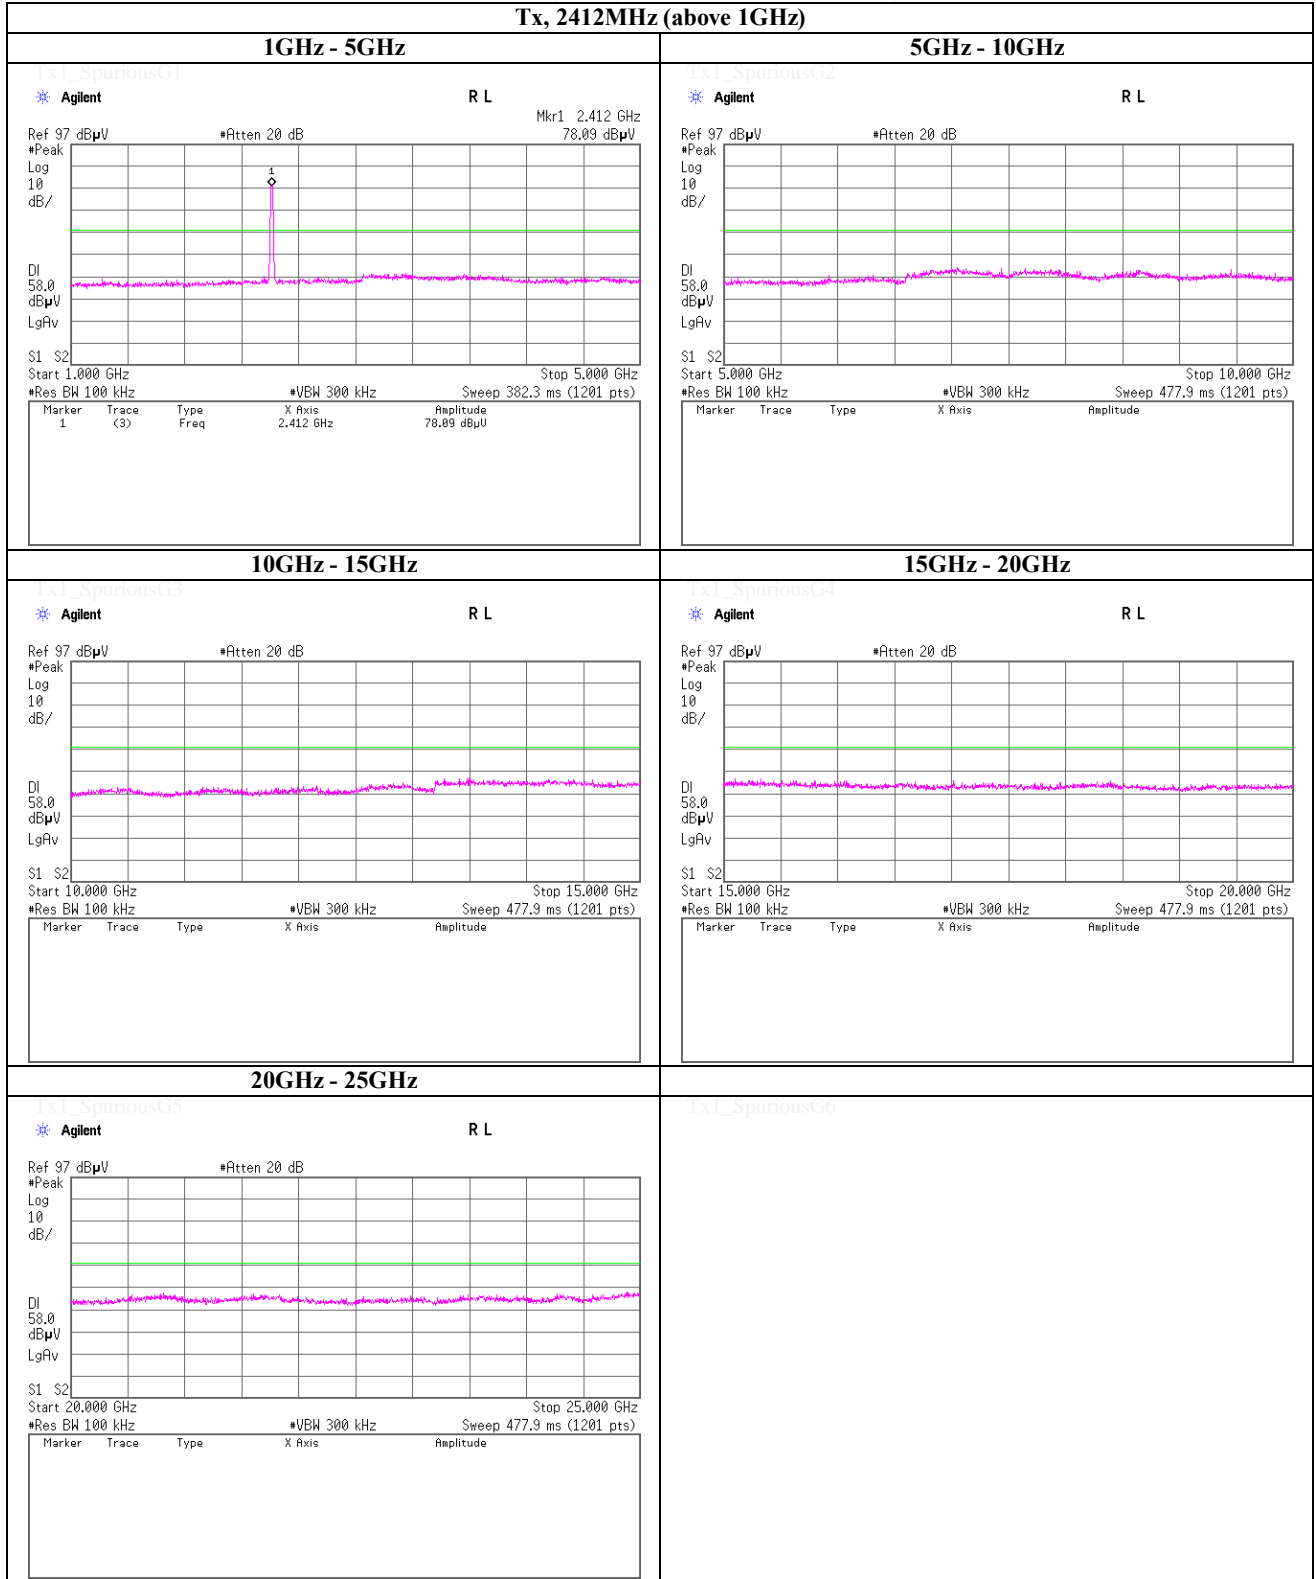 Tx, 2412MHz (above 1GHz)
1GHz - 5GHz
Tx1_SpuriousG1
Agilent R L
Mkr1 2.412 GHz
Ref 97 dBµV #Atten 20 dB 78.09 dBµV
#Peak
Log
10
dB/
1
DI
58.0
dBµV
LgAv
S1 S2
Start 1.000 GHz Stop 5.000 GHz
#Res BW 100 kHz #VBW 300 kHz Sweep 382.3 ms (1201 pts)
Marker Trace Type X Axis Amplitude
1 (3) Freq 2.412 GHz 78.09 dBµV
5GHz - 10GHz
Tx1_SpuriousG2
Agilent R L
Ref 97 dBµV #Atten 20 dB
#Peak
Log
10
dB/
DI
58.0
dBµV
LgAv
S1 S2
Start 5.000 GHz Stop 10.000 GHz
#Res BW 100 kHz #VBW 300 kHz Sweep 477.9 ms (1201 pts)
Marker Trace Type X Axis Amplitude
10GHz - 15GHz
Tx1_SpuriousG3
Agilent R L
Ref 97 dBµV #Atten 20 dB
#Peak
Log
10
dB/
DI
58.0
dBµV
LgAv
S1 S2
Start 10.000 GHz Stop 15.000 GHz
#Res BW 100 kHz #VBW 300 kHz Sweep 477.9 ms (1201 pts)
Marker Trace Type X Axis Amplitude
15GHz - 20GHz
Tx1_SpuriousG4
Agilent R L
Ref 97 dBµV #Atten 20 dB
#Peak
Log
10
dB/
DI
58.0
dBµV
LgAv
S1 S2
Start 15.000 GHz Stop 20.000 GHz
#Res BW 100 kHz #VBW 300 kHz Sweep 477.9 ms (1201 pts)
Marker Trace Type X Axis Amplitude
20GHz - 25GHz
Tx1_SpuriousG5
Agilent R L
Ref 97 dBµV #Atten 20 dB
#Peak
Log
10
dB/
DI
58.0
dBµV
LgAv
S1 S2
Start 20.000 GHz Stop 25.000 GHz
#Res BW 100 kHz #VBW 300 kHz Sweep 477.9 ms (1201 pts)
Marker Trace Type X Axis Amplitude
Tx1_SpuriousG6